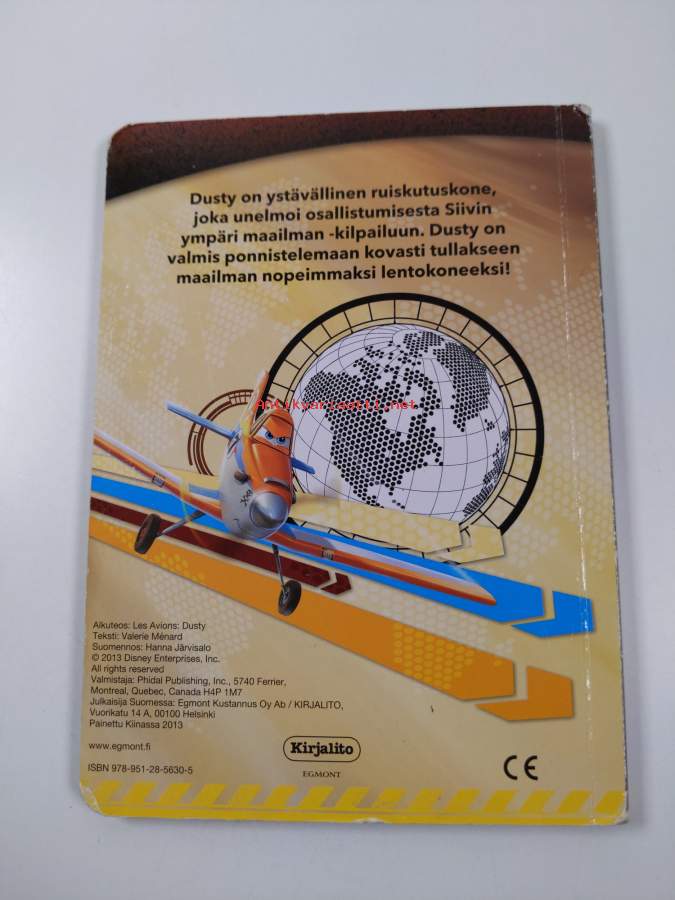 Dusty on ystävällinen ruiskutuskone,
joka unelmoi osallistumisesta Siivin
ympäri maailman -kilpailuun. Dusty on
valmis ponnistelemaan kovasti tullakseen
maailman nopeimmaksi lentokoneeksi!
Antikvariaatti.net
Alkuteos: Les Avions: Dusty
Teksti: Valerie Ménard
Suomennos: Hanna Järvisalo
© 2013 Disney Enterprises, Inc.
All rights reserved
Valmistaja: Phidal Publishing, Inc., 5740 Ferrier,
Montreal, Quebec, Canada H4P 1M7
Julkaisija Suomessa: Egmont Kustannus Oy Ab / KIRJALITO,
Vuorikatu 14 A, 00100 Helsinki
Painettu Kiinassa 2013
www.egmont.fi
Kirjalito
EGMONT
CE
ISBN 978-951-28-5630-5